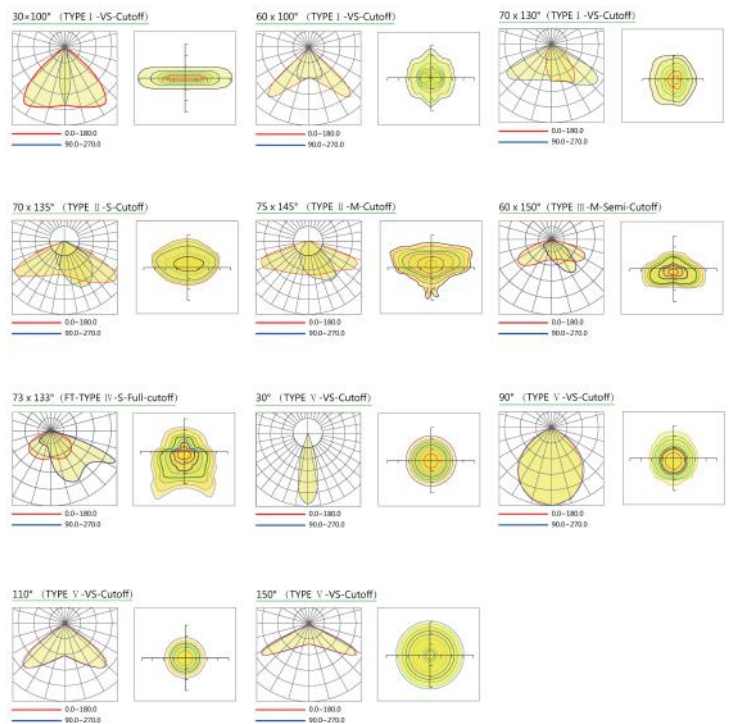 30×100° (TYPE Ⅰ-VS-Cutoff)
0.0-180.0
90.0-270.0
60 x 100° (TYPE Ⅰ-VS-Cutoff)
0.0-180.0
90.0-270.0
70 x 130° (TYPE Ⅰ-VS-Cutoff)
0.0-180.0
90.0-270.0
70 x 135° (TYPE Ⅱ-S-Cutoff)
0.0-180.0
90.0-270.0
75 x 145° (TYPE Ⅱ-M-Cutoff)
0.0-180.0
90.0-270.0
60 x 150° (TYPE Ⅲ-M-Semi-Cutoff)
0.0-180.0
90.0-270.0
73 x 133° (FT-TYPE Ⅳ-S-Full-cutoff)
0.0-180.0
90.0-270.0
30° (TYPE Ⅴ-VS-Cutoff)
0.0-180.0
90.0-270.0
90° (TYPE Ⅴ-VS-Cutoff)
0.0-180.0
90.0-270.0
110° (TYPE Ⅴ-VS-Cutoff)
0.0-180.0
90.0-270.0
150° (TYPE Ⅴ-VS-Cutoff)
0.0-180.0
90.0-270.0